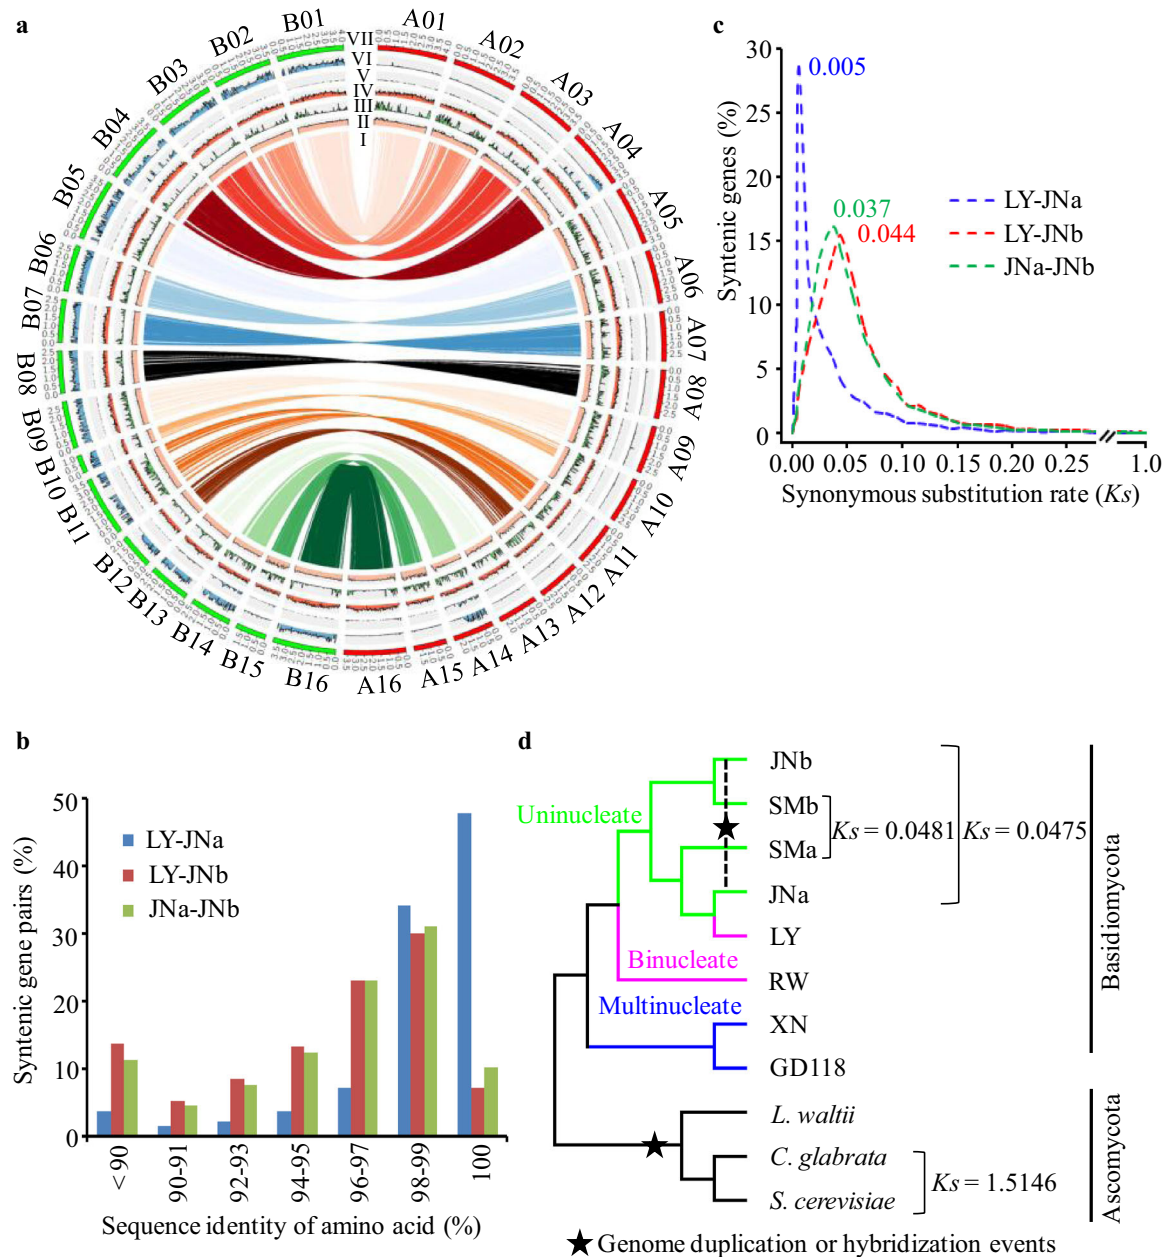 a
VII
VI
V
IV
III
II
I
A01
A02
A03
A04
A05
A06
A07
A08
A09
A10
A11
A12
A13
A14
A15
A16
B16
B15
B14
B13
B12
B11
B10
B09
B08
B07
B06
B05
B04
B03
B02
B01
c
30
25
20
15
10
5
0
Syntenic genes (%)
0.005
0.037
0.044
LY-JNa
LY-JNb
JNa-JNb
0.00 0.05 0.10 0.15 0.20 0.25 1.0
Synonymous substitution rate (Ks)
b
50
40
30
20
10
0
Syntenic gene pairs (%)
LY-JNa
LY-JNb
JNa-JNb
< 90
90-91
92-93
94-95
96-97
98-99
100
Sequence identity of amino acid (%)
d
Uninucleate
Binucleate
Multinucleate
JNb
SMb
SMa
JNa
LY
RW
XN
GD118
L. waltii
C. glabrata
S. cerevisiae
Ks = 0.0481
Ks = 0.0475
Ks = 1.5146
Basidiomycota
Ascomycota
★ Genome duplication or hybridization events